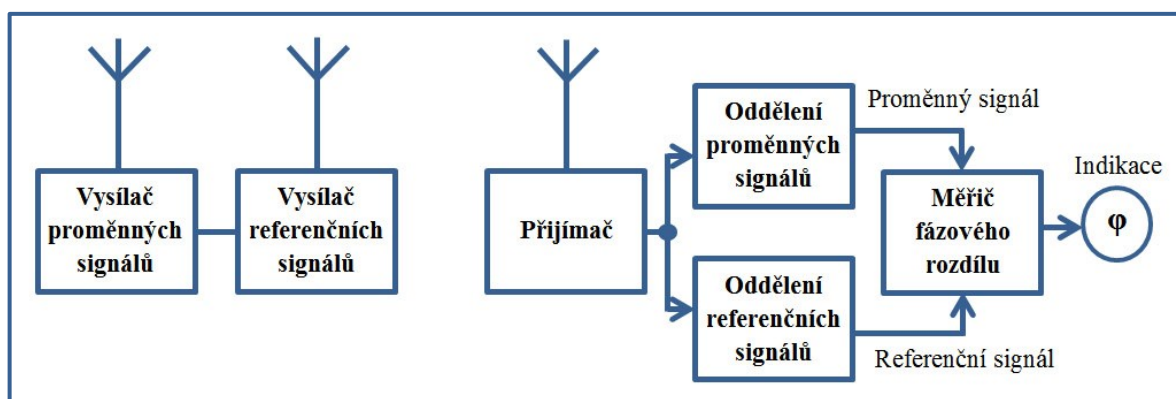 Vysílač
proměnných
signálů
Vysílač
referenčních
signálů
Přijímač
Oddělení
proměnných
signálů
Proměnný signál
Oddělení
referenčních
signálů
Referenční signál
Měřič
fázového
rozdílu
Indikace
φ